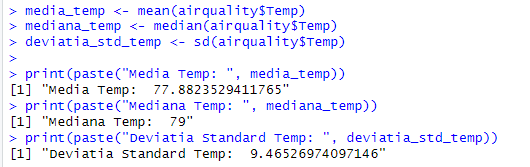 > media_temp <- mean(airquality$Temp)
> mediana_temp <- median(airquality$Temp)
> deviatia_std_temp <- sd(airquality$Temp)
>
> print(paste("Media Temp: ", media_temp))
[1] "Media Temp:  77.8823529411765"
> print(paste("Mediana Temp: ", mediana_temp))
[1] "Mediana Temp:  79"
> print(paste("Deviatia Standard Temp: ", deviatia_std_temp))
[1] "Deviatia Standard Temp:  9.46526974097146"